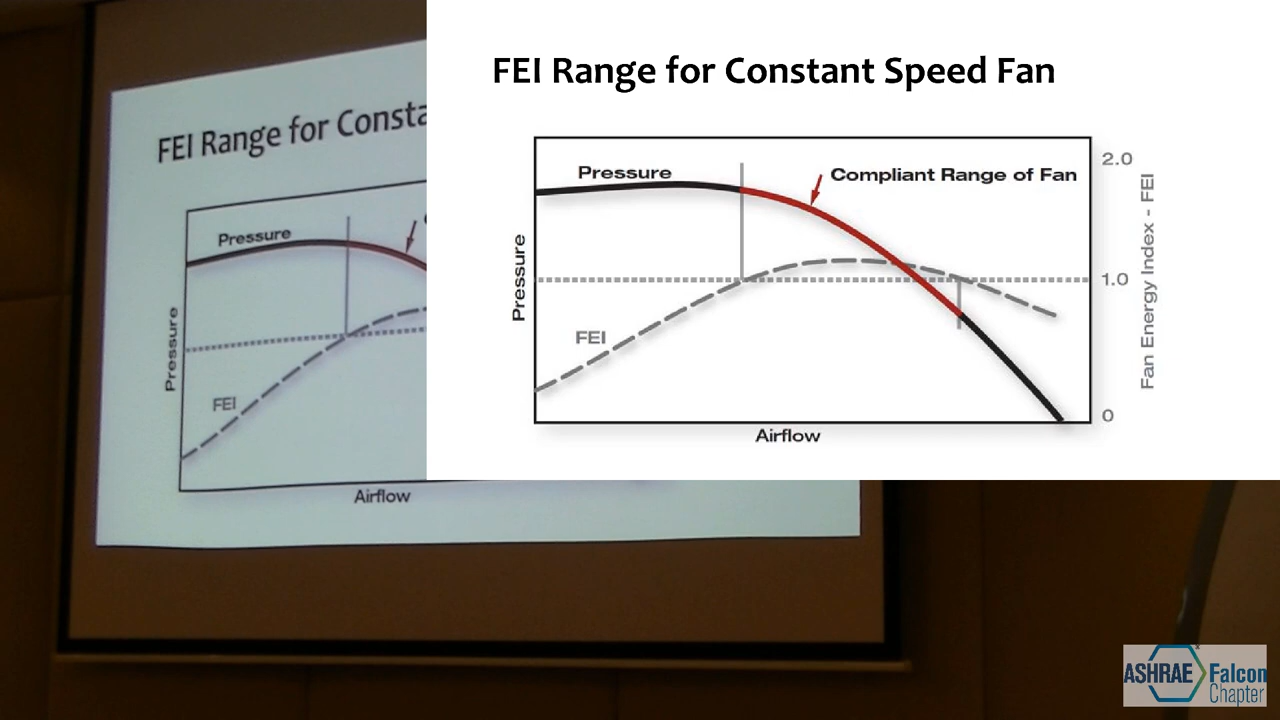 FEI Range for Constant Speed Fan
Pressure
Compliant Range of Fan
2.0
1.0
0
Fan Energy Index - FEI
Pressure
FEI
Airflow
FEI Range for Consta
Pressure
Pressure
FEI
Airflow
ASHRAE Falcon
Chapter